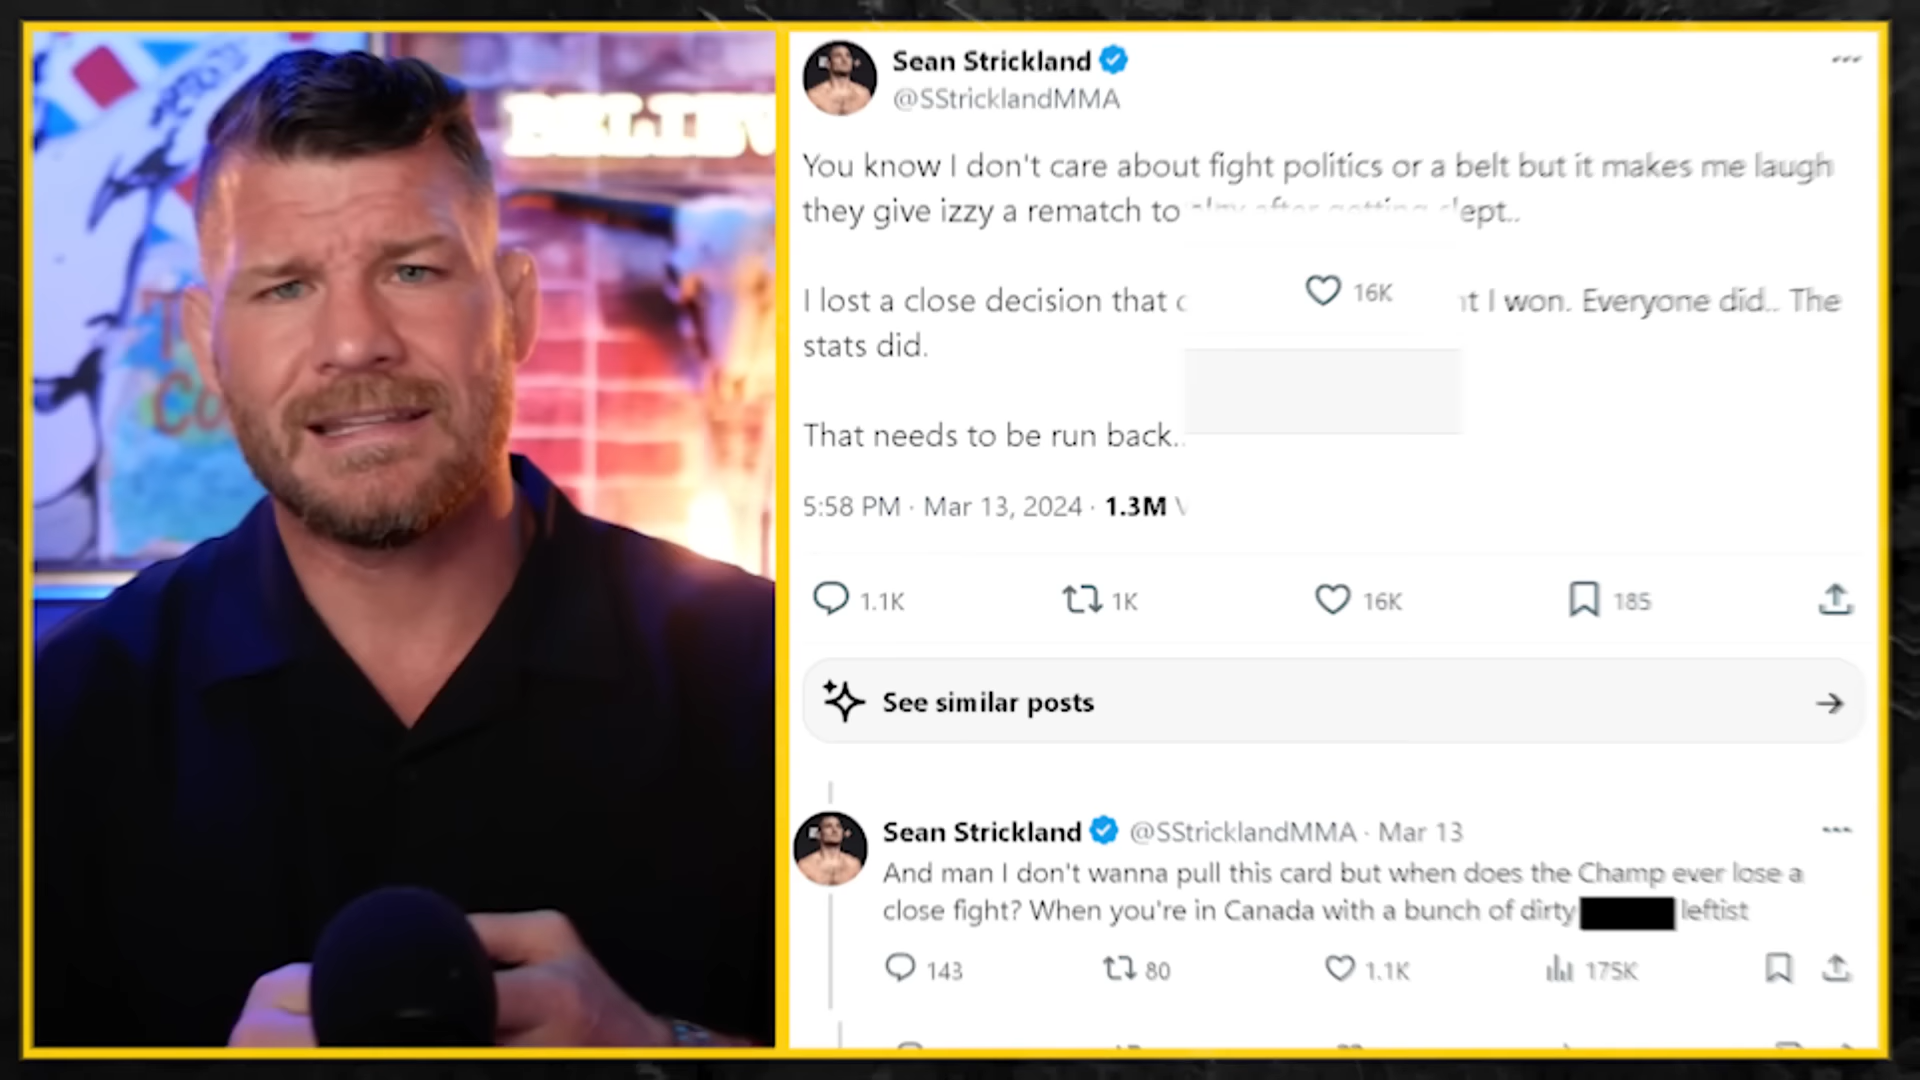 Sean Strickland
@SStricklandMMA
You know I don't care about fight politics or a belt but it makes me laugh
they give izzy a rematch to after getting slept..
16K
I lost a close decision that I won. Everyone did.. The
stats did.
That needs to be run back..
5:58 PM · Mar 13, 2024 · 1.3M
1.1K 1K 16K 185
See similar posts
Sean Strickland @SStricklandMMA · Mar 13
And man I don't wanna pull this card but when does the Champ ever lose a
close fight? When you're in Canada with a bunch of dirty leftist
143 80 1.1K 175K